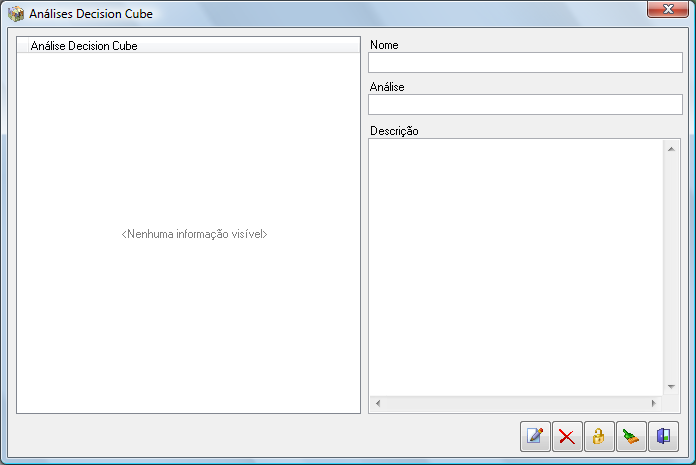 Análises Decision Cube
Análise Decision Cube
<Nenhuma informação visível>
Nome
Análise
Descrição